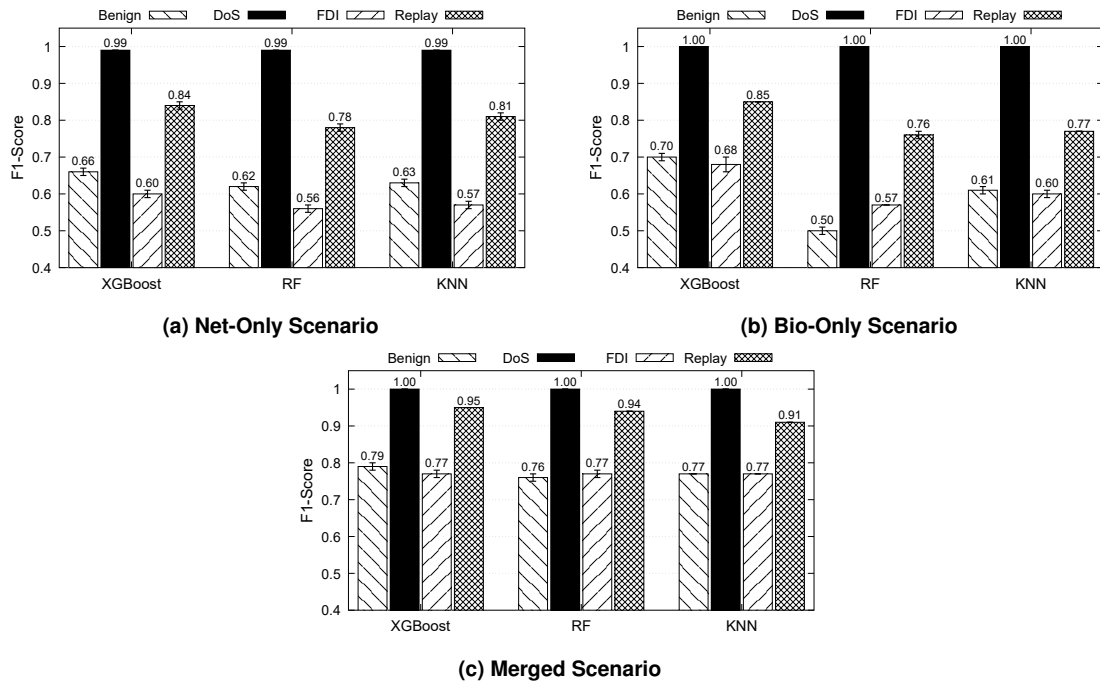 Benign DoS FDI Replay
F1-Score
1
0.9
0.8
0.7
0.6
0.5
0.4
0.66 0.99 0.60 0.84
0.62 0.99 0.56 0.78
0.63 0.99 0.57 0.81
XGBoost RF KNN
(a) Net-Only Scenario
Benign DoS FDI Replay
F1-Score
1
0.9
0.8
0.7
0.6
0.5
0.4
0.70 1.00 0.68 0.85
0.50 1.00 0.57 0.76
0.61 1.00 0.60 0.77
XGBoost RF KNN
(b) Bio-Only Scenario
Benign DoS FDI Replay
F1-Score
1
0.9
0.8
0.7
0.6
0.5
0.4
0.79 1.00 0.77 0.95
0.76 1.00 0.77 0.94
0.77 1.00 0.77 0.91
XGBoost RF KNN
(c) Merged Scenario